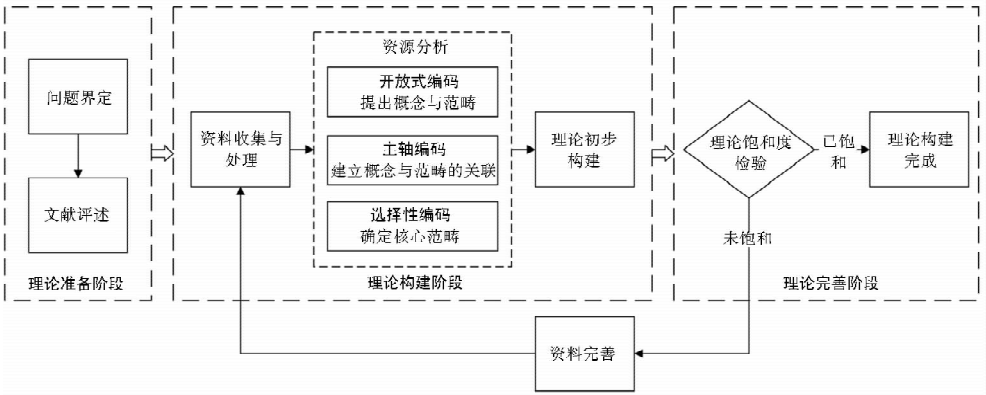 问题界定
文献评述
理论准备阶段
资料收集与
处理
资源分析
开放式编码
提出概念与范畴
主轴编码
建立概念与范畴的关联
选择性编码
确定核心范畴
理论初步
构建
理论构建阶段
理论饱和度
检验
已饱
和
理论构建
完成
未饱和
理论完善阶段
资料完善